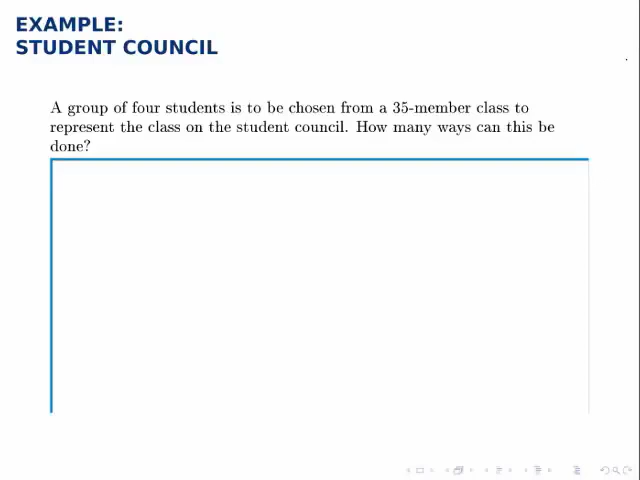 EXAMPLE:
STUDENT COUNCIL
A group of four students is to be chosen from a 35-member class to
represent the class on the student council. How many ways can this be
done?